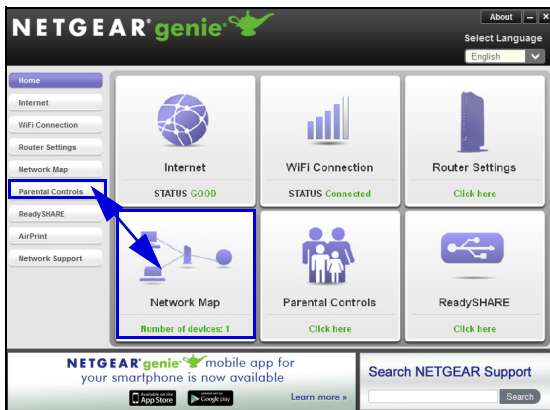 NETGEAR® genie®
About
Select Language
English
Home
Internet
WiFi Connection
Router Settings
Network Map
Parental Controls
ReadySHARE
AirPrint
Network Support
Internet
STATUS GOOD
WiFi Connection
STATUS Connected
Router Settings
Click here
Network Map
Number of devices: 1
Parental Controls
Click here
ReadySHARE
Click here
NETGEAR® genie® mobile app for
your smartphone is now available
Available on the
App Store
Google play
Learn more »
Search NETGEAR Support
Search